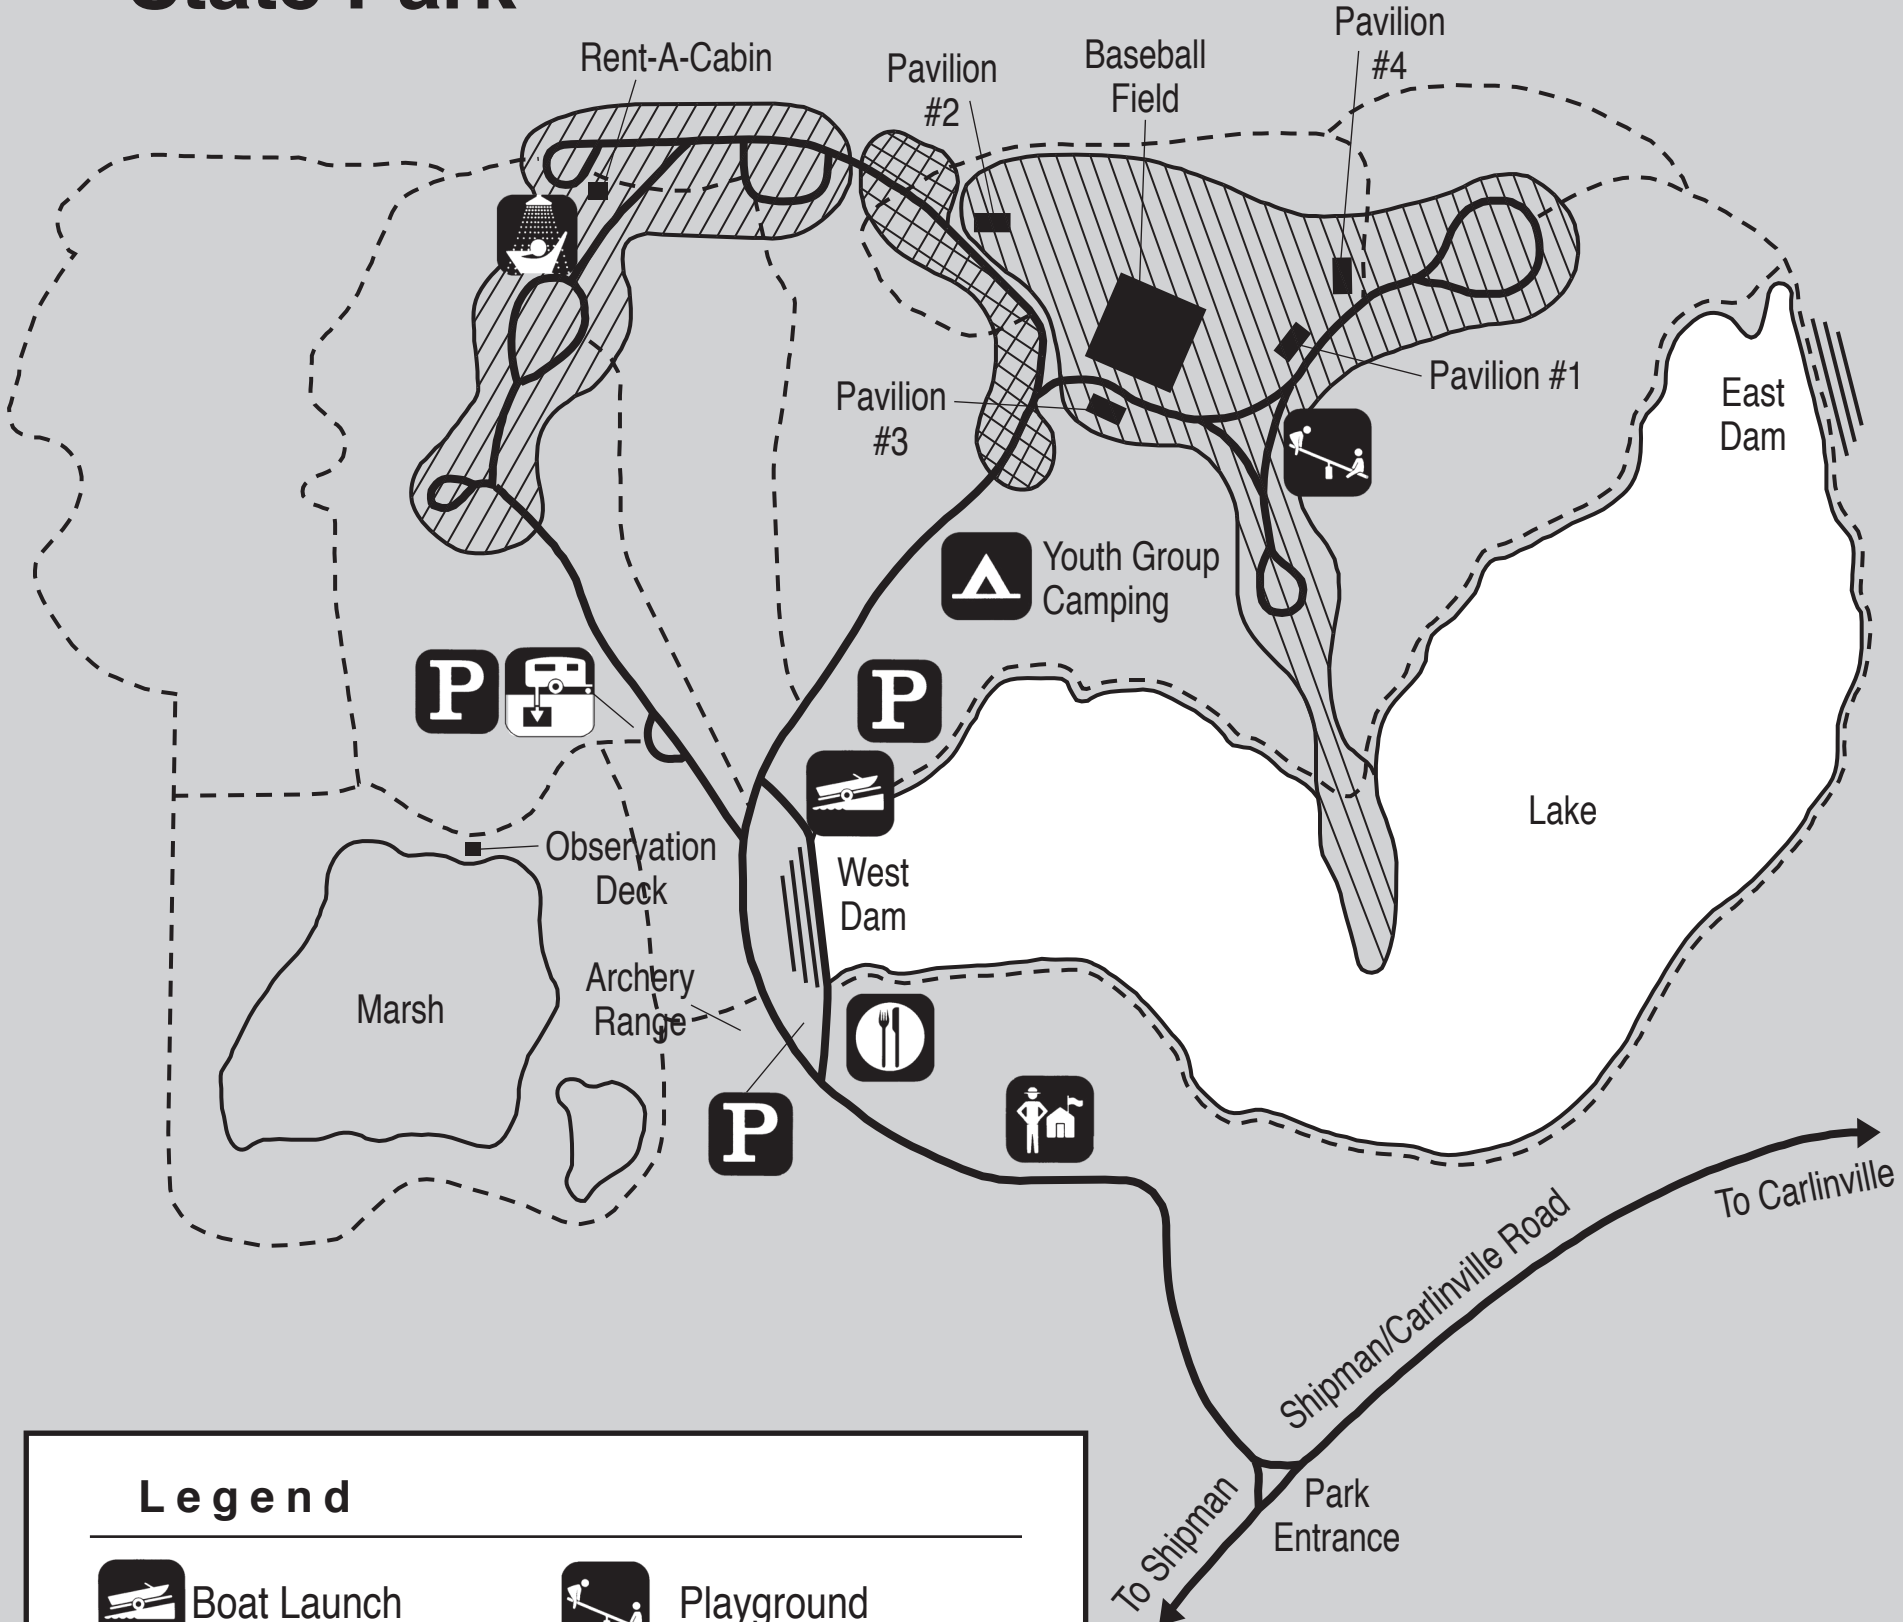 State Park
Pavilion
#4
Rent-A-Cabin
Pavilion
#2
Baseball
Field
Pavilion #1
Pavilion
#3
East
Dam
Youth Group
Camping
P
P
Lake
Observation
Deck
West
Dam
Archery
Range
Marsh
P
To Carlinville
Shipman/Carlinville Road
Park
Entrance
To Shipman
Legend
Boat Launch
Playground